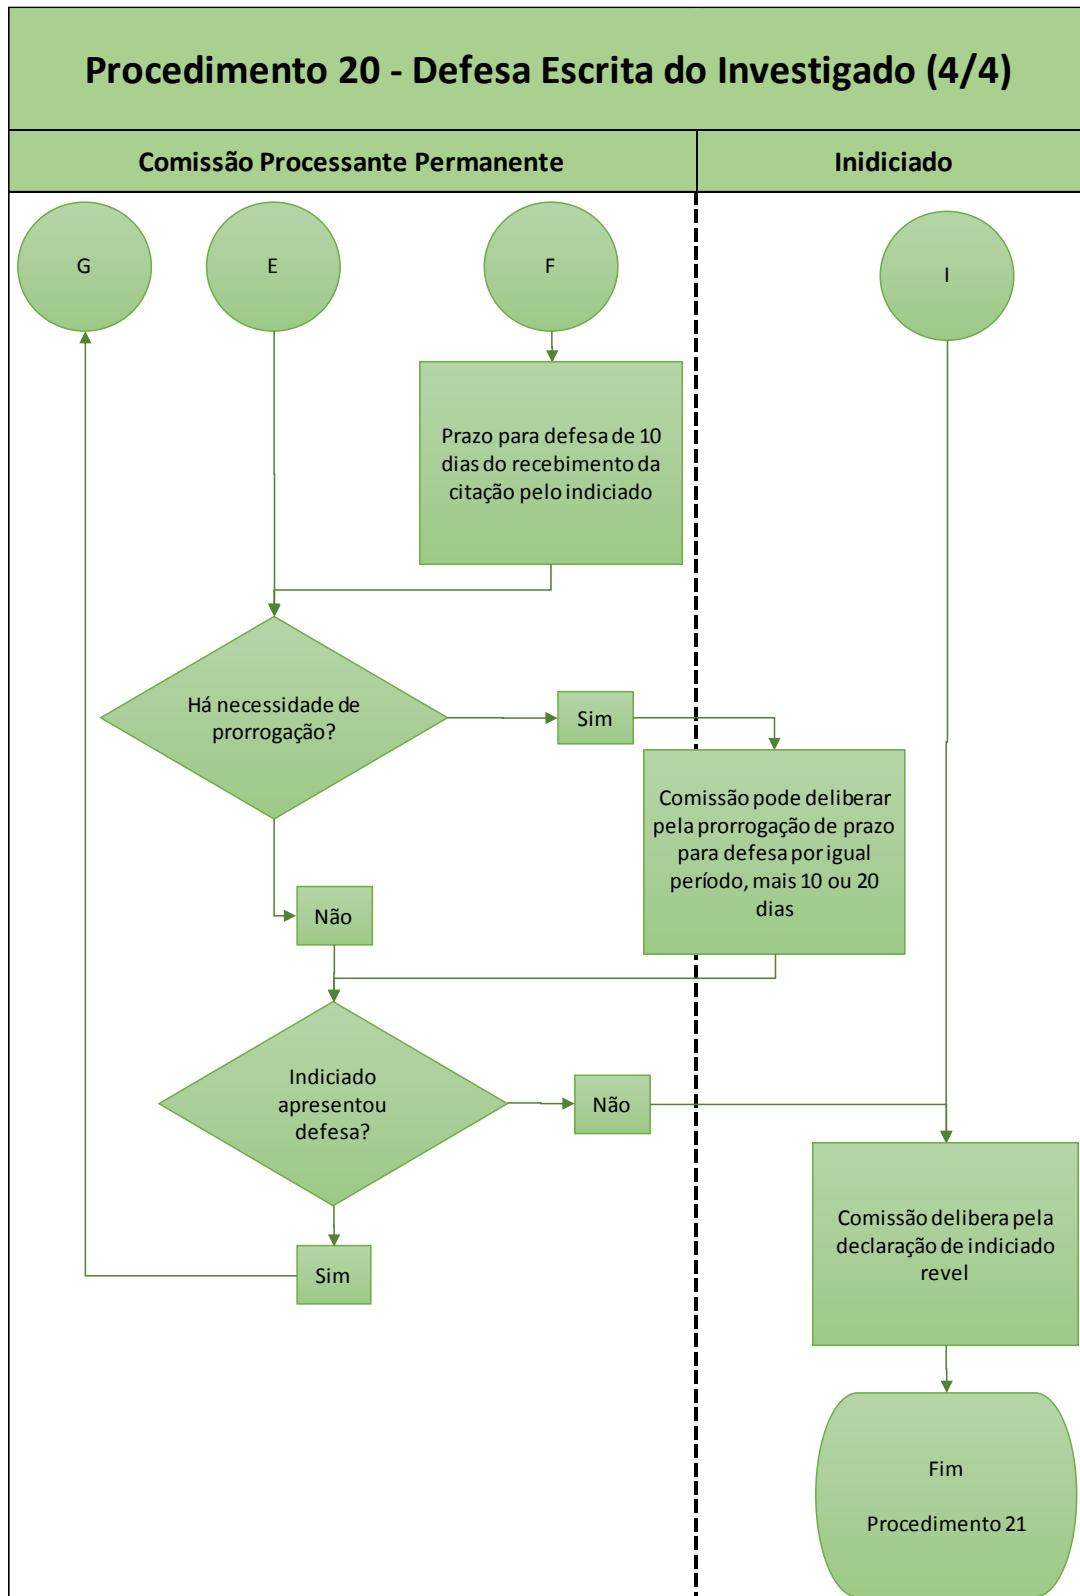 Procedimento 20 - Defesa Escrita do Investigado (4/4)
Comissão Processante Permanente
Inidiciado
G
E
F
I
Prazo para defesa de 10
dias do recebimento da
citação pelo indiciado
Há necessidade de
prorrogação?
Sim
Comissão pode deliberar
pela prorrogação de prazo
para defesa por igual
período, mais 10 ou 20
dias
Não
Indiciado
apresentou
defesa?
Não
Sim
Comissão delibera pela
declaração de indiciado
revel
Fim
Procedimento 21